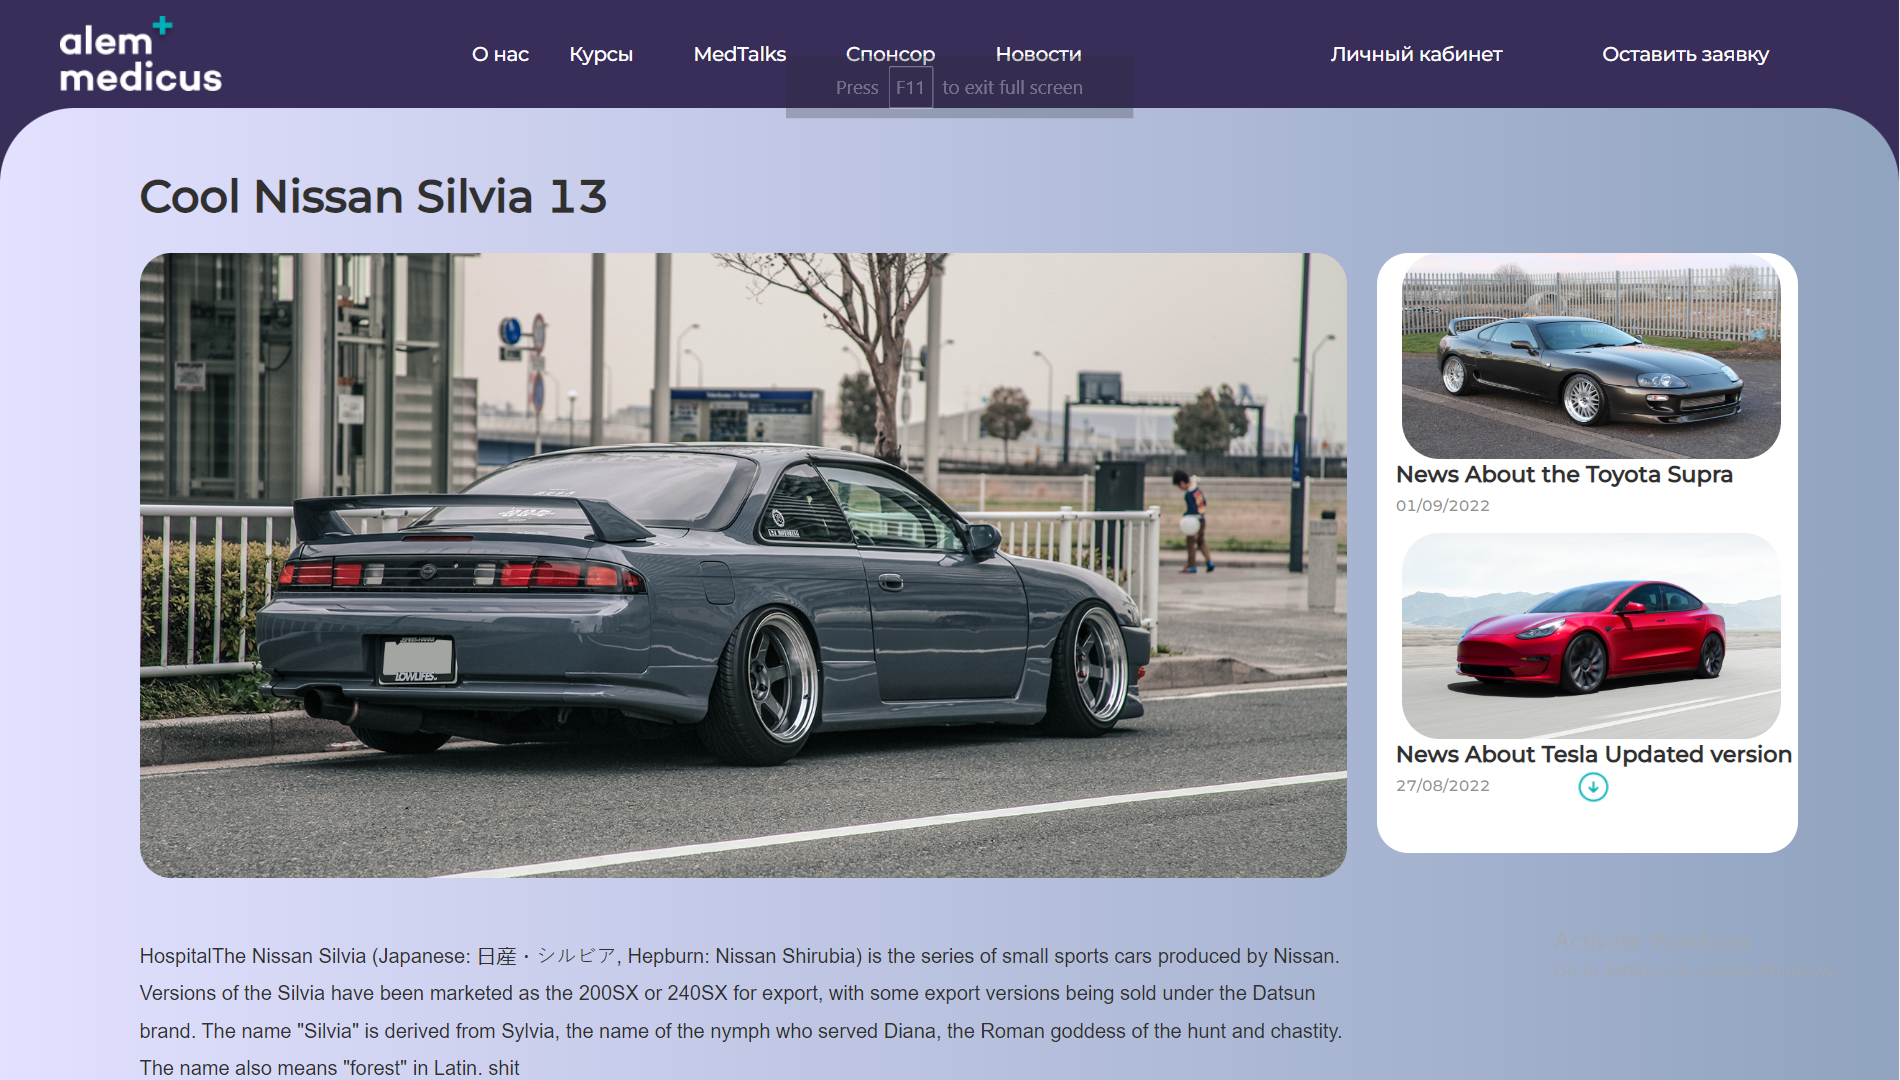 alem+
medicus
О нас Курсы MedTalks Спонсор Новости Личный кабинет Оставить заявку
Press F11 to exit full screen
Cool Nissan Silvia 13
LOWLIFES
News About the Toyota Supra
01/09/2022
News About Tesla Updated version
27/08/2022
HospitalThe Nissan Silvia (Japanese: 日産・シルビア, Hepburn: Nissan Shirubia) is the series of small sports cars produced by Nissan.
Versions of the Silvia have been marketed as the 200SX or 240SX for export, with some export versions being sold under the Datsun
brand. The name "Silvia" is derived from Sylvia, the name of the nymph who served Diana, the Roman goddess of the hunt and chastity.
The name also means "forest" in Latin. shit
Activate Windows